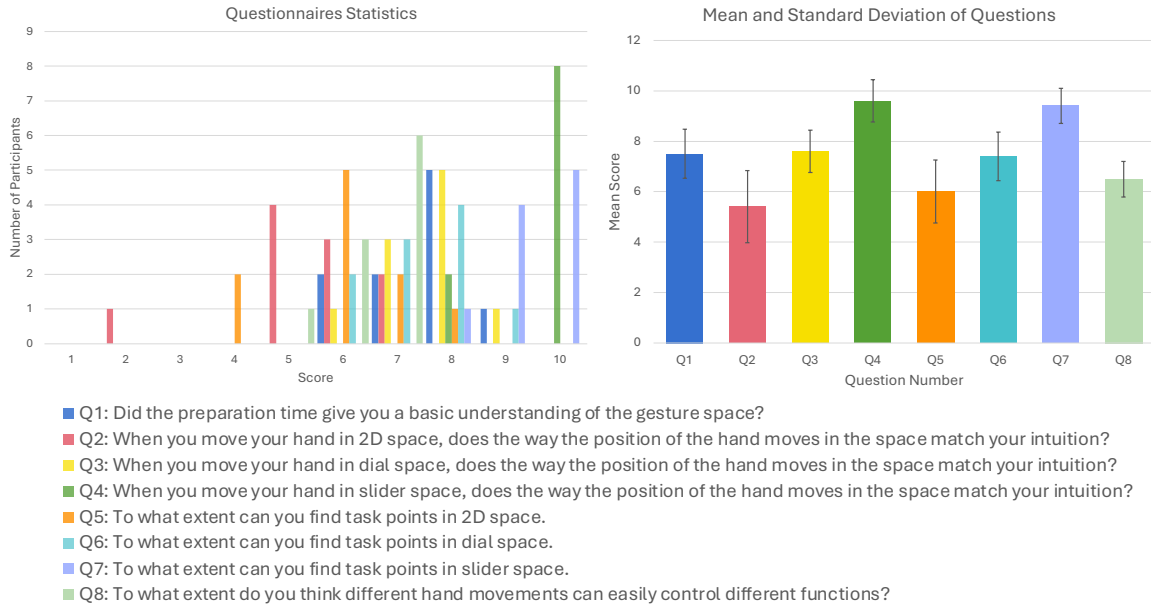 Questionnaires Statistics
9
8
7
6
5
4
3
2
1
0
Number of Participants
1 2 3 4 5 6 7 8 9 10
Score
Mean and Standard Deviation of Questions
12
10
8
6
4
2
0
Mean Score
Q1 Q2 Q3 Q4 Q5 Q6 Q7 Q8
Question Number
Q1: Did the preparation time give you a basic understanding of the gesture space?
Q2: When you move your hand in 2D space, does the way the position of the hand moves in the space match your intuition?
Q3: When you move your hand in dial space, does the way the position of the hand moves in the space match your intuition?
Q4: When you move your hand in slider space, does the way the position of the hand moves in the space match your intuition?
Q5: To what extent can you find task points in 2D space.
Q6: To what extent can you find task points in dial space.
Q7: To what extent can you find task points in slider space.
Q8: To what extent do you think different hand movements can easily control different functions?